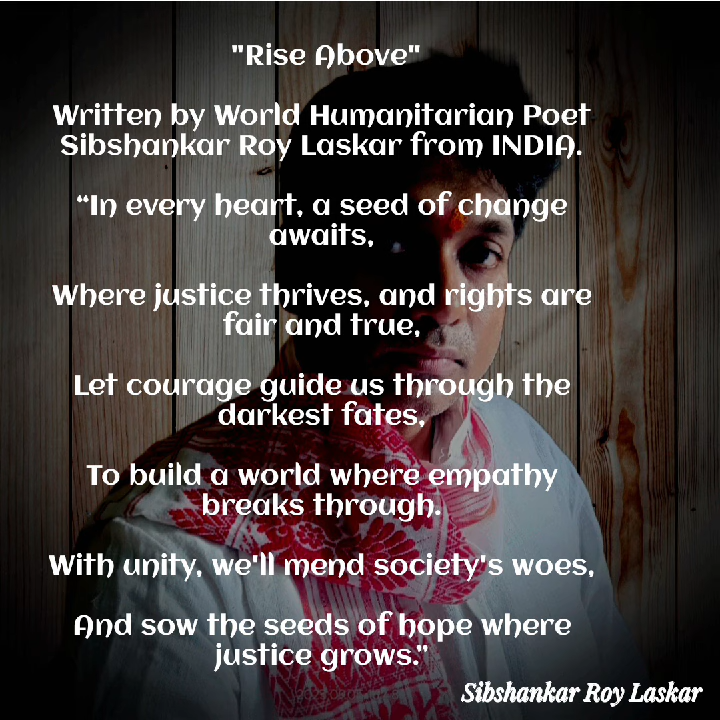 "Rise Above"
Written by World Humanitarian Poet
Sibshankar Roy Laskar from INDIA.
“In every heart, a seed of change
awaits,
Where justice thrives, and rights are
fair and true,
Let courage guide us through the
darkest fates,
To build a world where empathy
breaks through.
With unity, we'll mend society's woes,
And sow the seeds of hope where
justice grows."
Sibshankar Roy Laskar